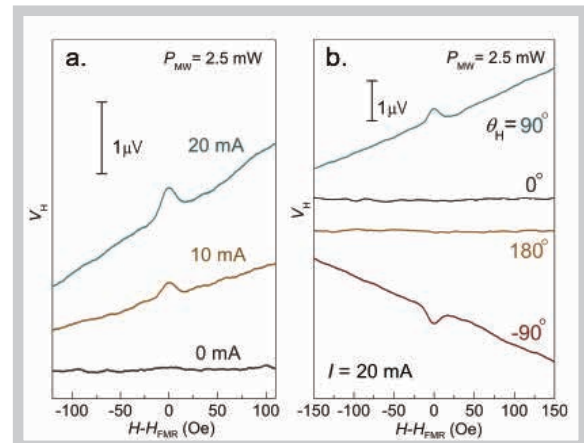 a.
P_MW = 2.5 mW
1μV
20 mA
10 mA
0 mA
V_H
-100 -50 0 50 100
H-H_FMR (Oe)
b.
P_MW = 2.5 mW
1μV
θ_H = 90°
0°
180°
-90°
I = 20 mA
V_H
-150 -100 -50 0 50 100 150
H-H_FMR (Oe)